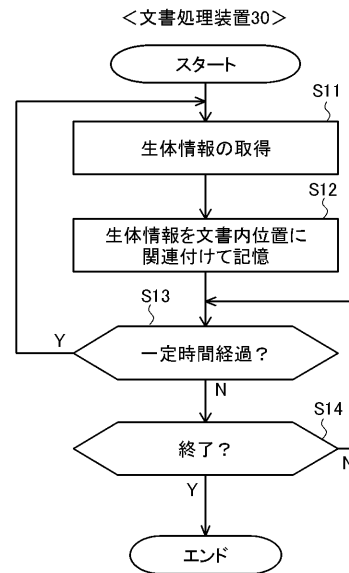 ＜文書処理装置30＞
スタート
S11
生体情報の取得
S12
生体情報を文書内位置に
関連付けて記憶
S13
一定時間経過？
Y
N
S14
終了？
N
Y
エンド